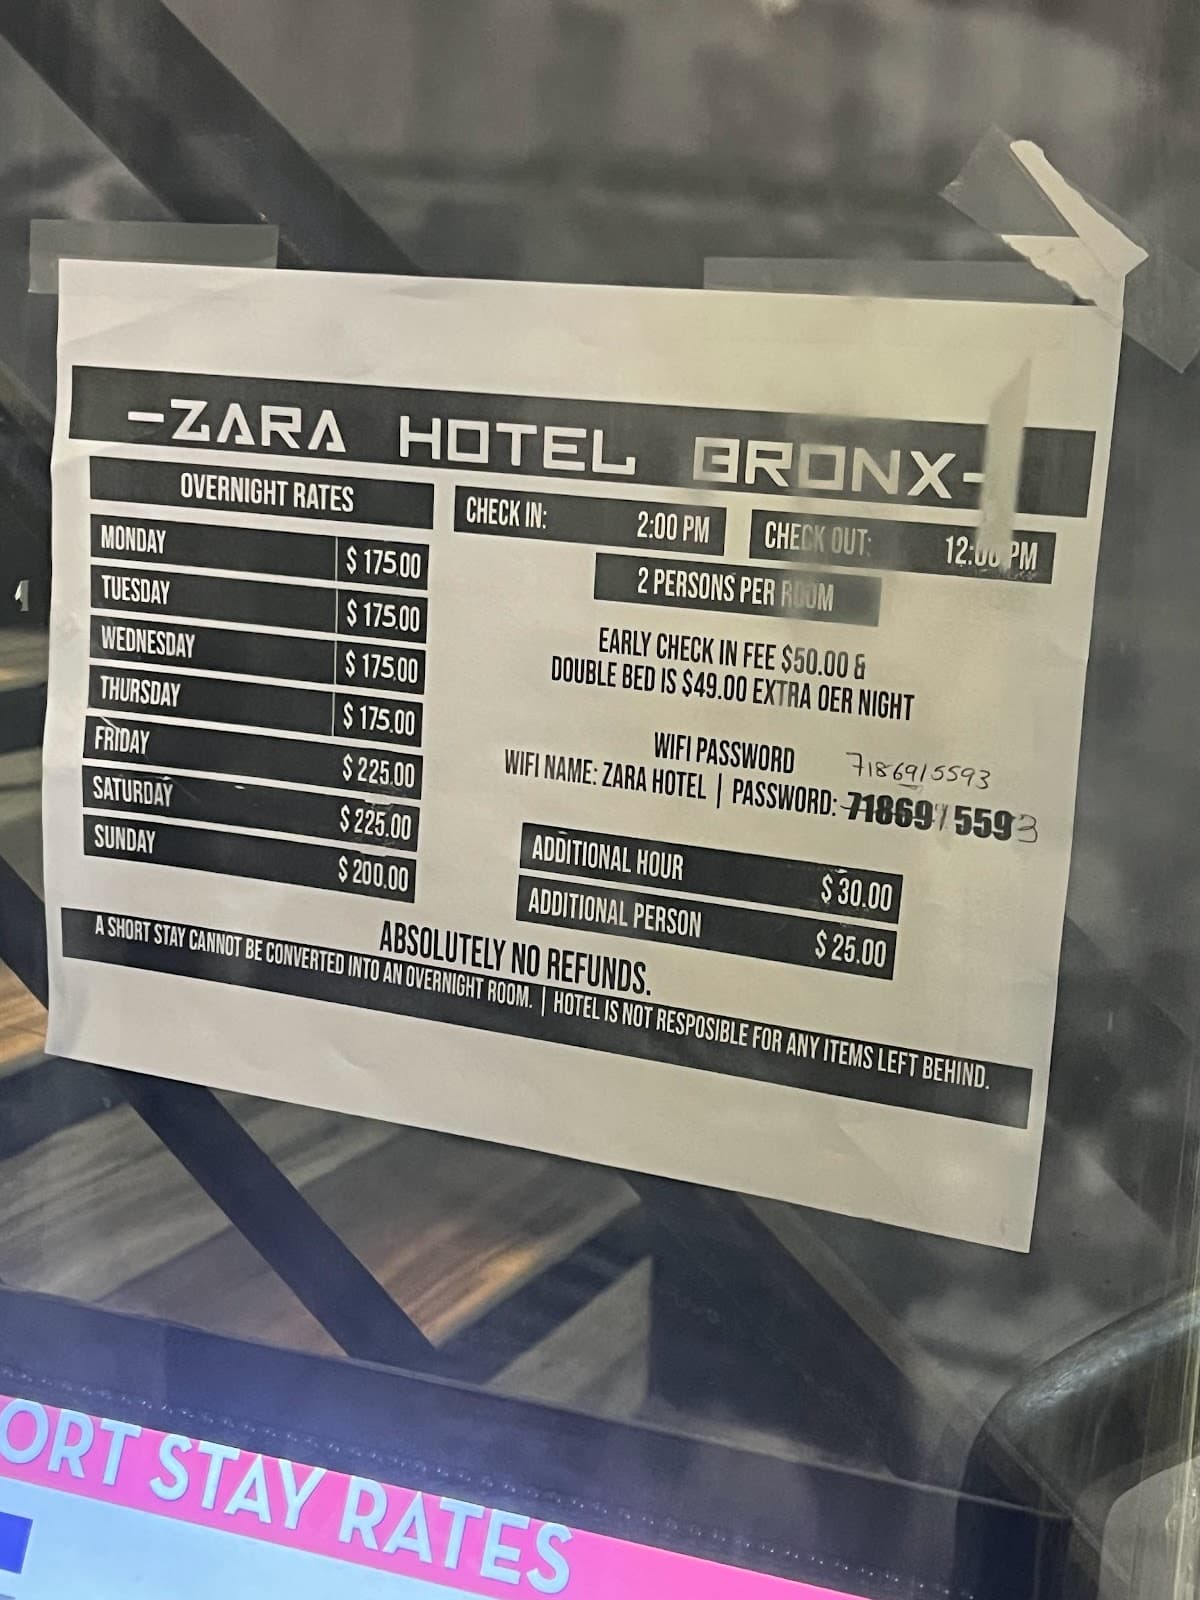 -ZARA HOTEL BRONX-
OVERNIGHT RATES
MONDAY $ 175.00
TUESDAY $ 175.00
WEDNESDAY $ 175.00
THURSDAY $ 175.00
FRIDAY $ 225.00
SATURDAY $ 225.00
SUNDAY $ 200.00
CHECK IN: 2:00 PM
CHECK OUT: 12:00 PM
2 PERSONS PER ROOM
EARLY CHECK IN FEE $50.00 &
DOUBLE BED IS $49.00 EXTRA OER NIGHT
WIFI PASSWORD 7186915593
WIFI NAME: ZARA HOTEL | PASSWORD: 7186915593
ADDITIONAL HOUR $ 30.00
ADDITIONAL PERSON $ 25.00
ABSOLUTELY NO REFUNDS.
A SHORT STAY CANNOT BE CONVERTED INTO AN OVERNIGHT ROOM. | HOTEL IS NOT RESPOSIBLE FOR ANY ITEMS LEFT BEHIND.
ORT STAY RATES